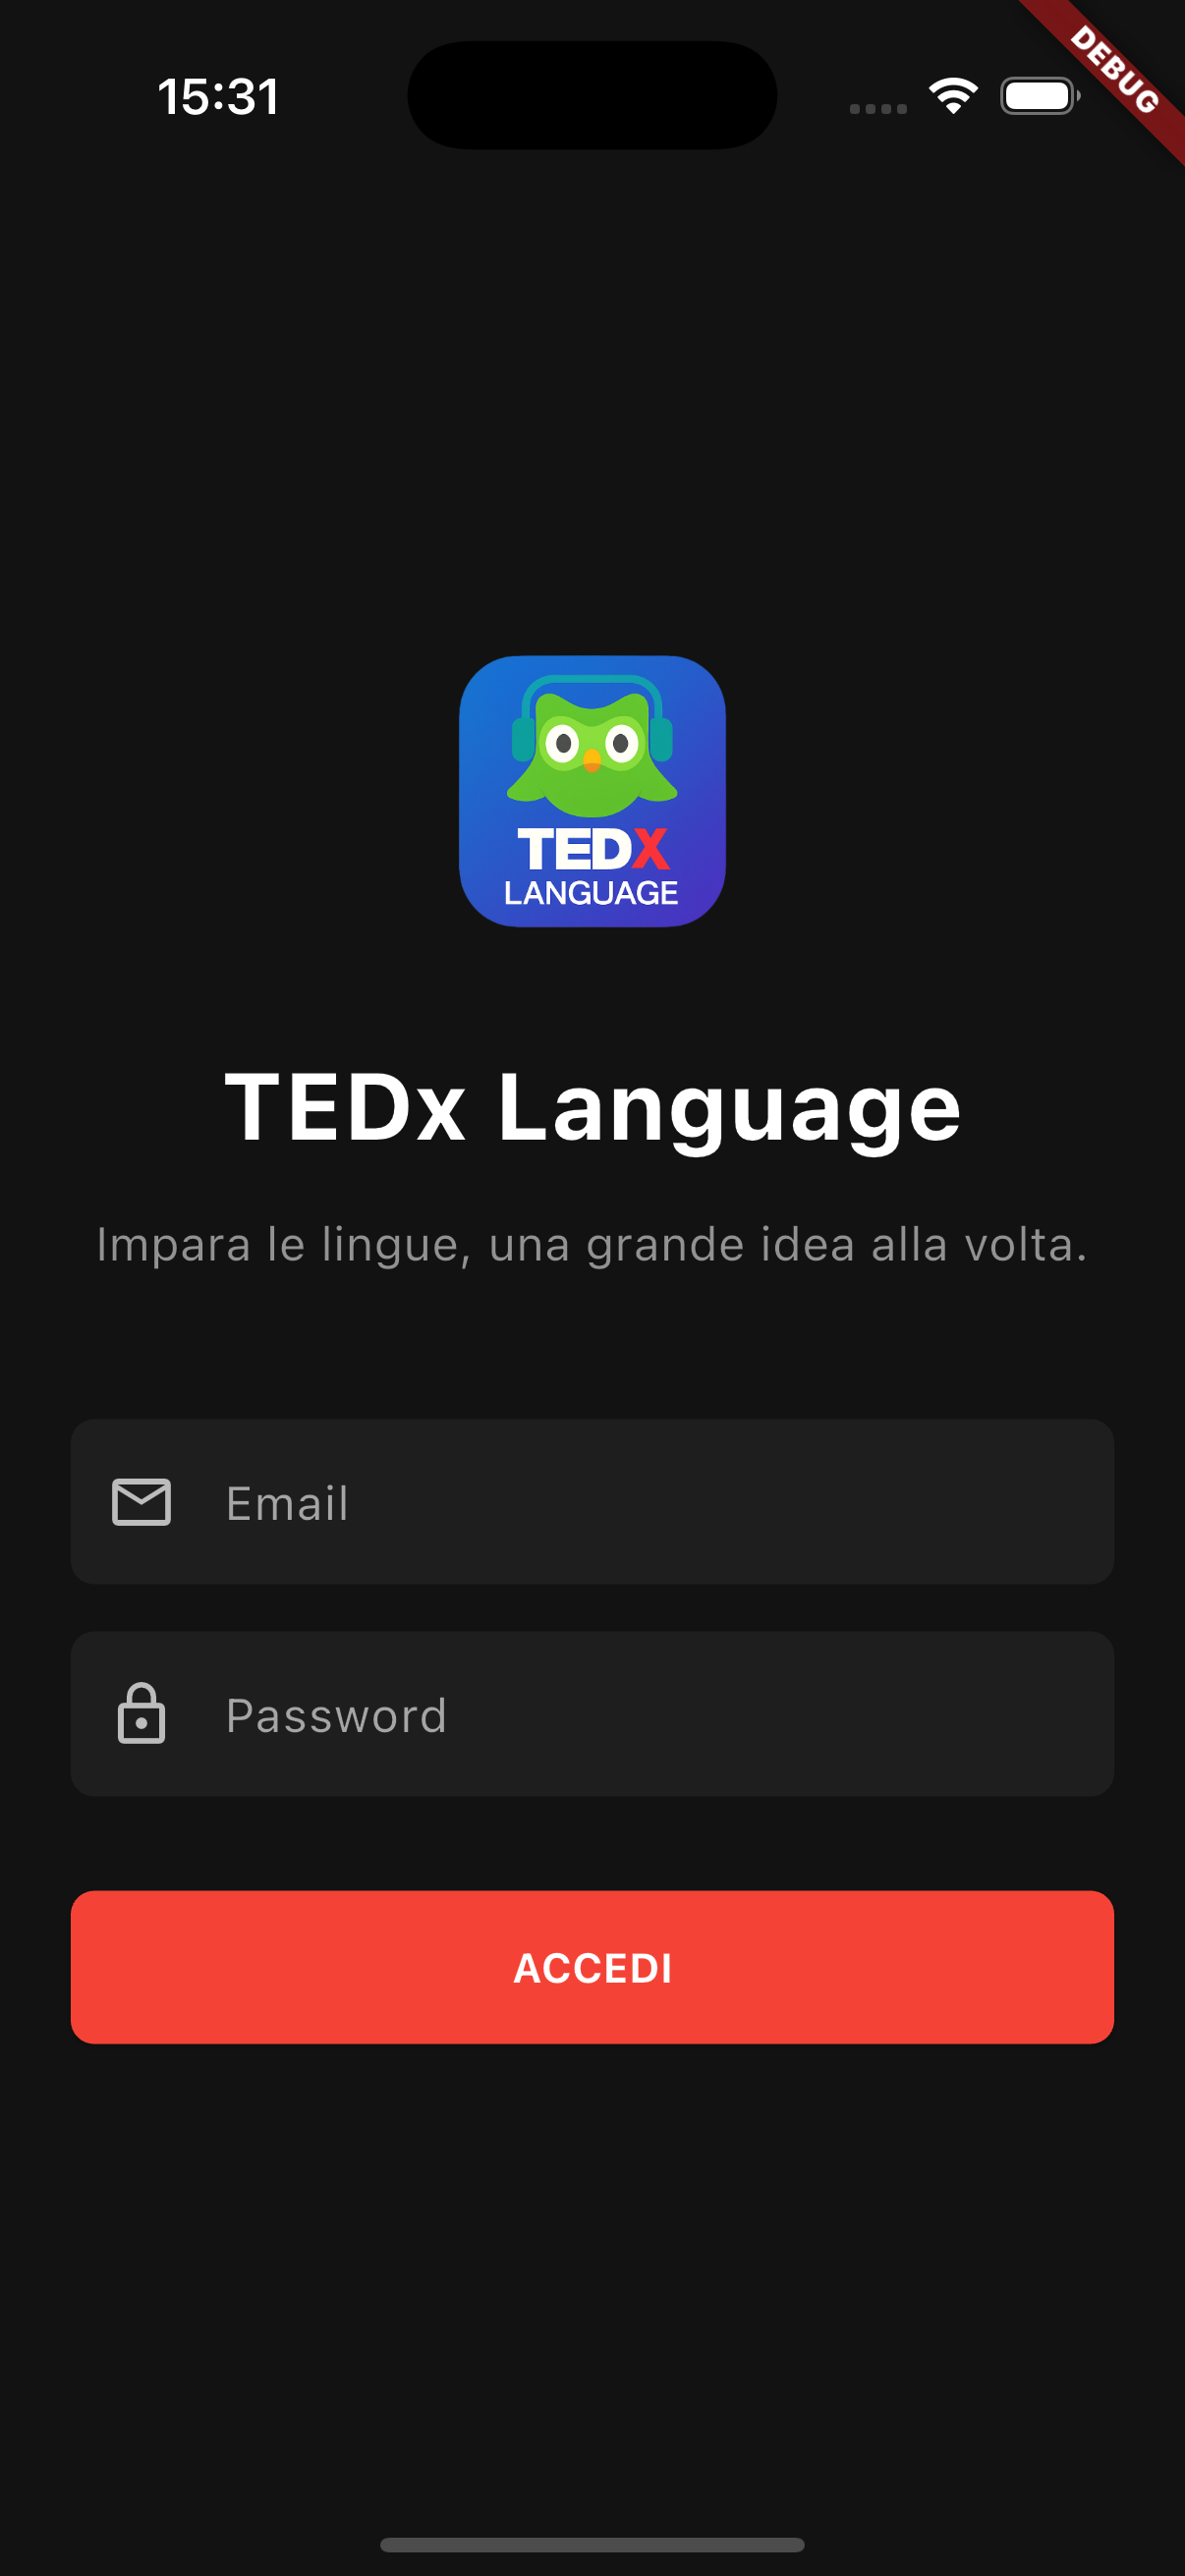 15:31
DEBUG
TEDX
LANGUAGE
TEDx Language
Impara le lingue, una grande idea alla volta.
Email
Password
ACCEDI